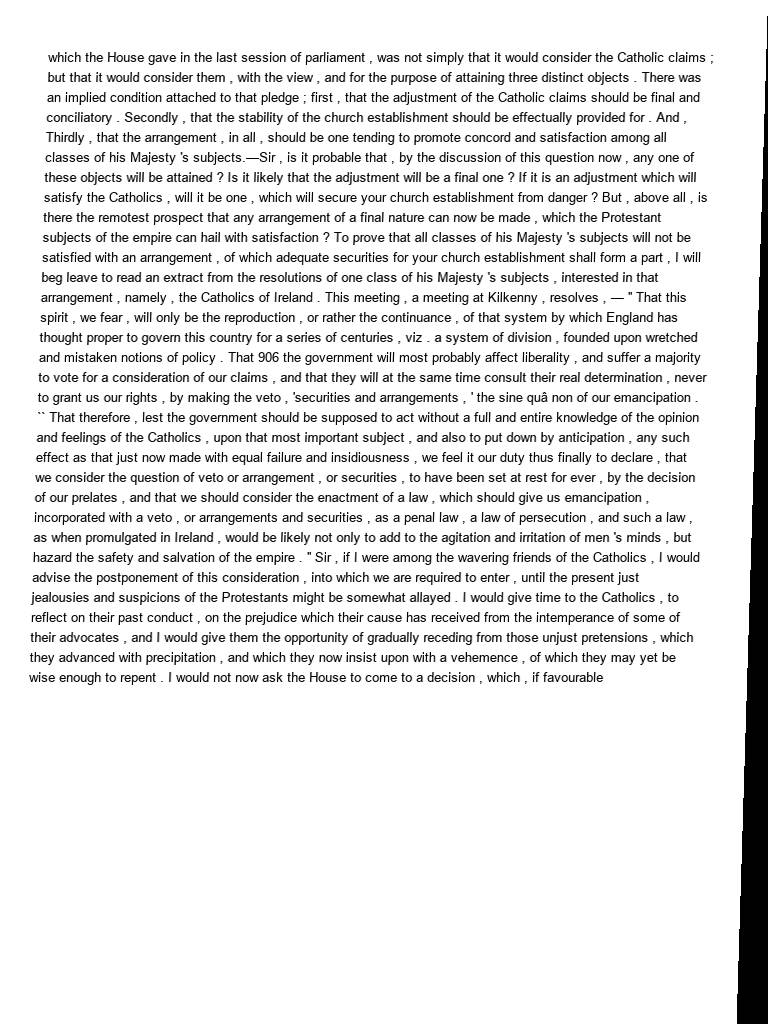 which the House gave in the last session of parliament , was not simply that it would consider the Catholic claims ;
but that it would consider them , with the view , and for the purpose of attaining three distinct objects . There was
an implied condition attached to that pledge ; first , that the adjustment of the Catholic claims should be final and
conciliatory . Secondly , that the stability of the church establishment should be effectually provided for . And ,
Thirdly , that the arrangement , in all , should be one tending to promote concord and satisfaction among all
classes of his Majesty 's subjects.—Sir , is it probable that , by the discussion of this question now , any one of
these objects will be attained ? Is it likely that the adjustment will be a final one ? If it is an adjustment which will
satisfy the Catholics , will it be one , which will secure your church establishment from danger ? But , above all , is
there the remotest prospect that any arrangement of a final nature can now be made , which the Protestant
subjects of the empire can hail with satisfaction ? To prove that all classes of his Majesty 's subjects will not be
satisfied with an arrangement , of which adequate securities for your church establishment shall form a part , I will
beg leave to read an extract from the resolutions of one class of his Majesty 's subjects , interested in that
arrangement , namely , the Catholics of Ireland . This meeting , a meeting at Kilkenny , resolves , — " That this
spirit , we fear , will only be the reproduction , or rather the continuance , of that system by which England has
thought proper to govern this country for a series of centuries , viz . a system of division , founded upon wretched
and mistaken notions of policy . That 906 the government will most probably affect liberality , and suffer a majority
to vote for a consideration of our claims , and that they will at the same time consult their real determination , never
to grant us our rights , by making the veto , 'securities and arrangements , ' the sine quâ non of our emancipation .
`` That therefore , lest the government should be supposed to act without a full and entire knowledge of the opinion
and feelings of the Catholics , upon that most important subject , and also to put down by anticipation , any such
effect as that just now made with equal failure and insidiousness , we feel it our duty thus finally to declare , that
we consider the question of veto or arrangement , or securities , to have been set at rest for ever , by the decision
of our prelates , and that we should consider the enactment of a law , which should give us emancipation ,
incorporated with a veto , or arrangements and securities , as a penal law , a law of persecution , and such a law ,
as when promulgated in Ireland , would be likely not only to add to the agitation and irritation of men 's minds , but
hazard the safety and salvation of the empire . " Sir , if I were among the wavering friends of the Catholics , I would
advise the postponement of this consideration , into which we are required to enter , until the present just
jealousies and suspicions of the Protestants might be somewhat allayed . I would give time to the Catholics , to
reflect on their past conduct , on the prejudice which their cause has received from the intemperance of some of
their advocates , and I would give them the opportunity of gradually receding from those unjust pretensions , which
they advanced with precipitation , and which they now insist upon with a vehemence , of which they may yet be
wise enough to repent . I would not now ask the House to come to a decision , which , if favourable